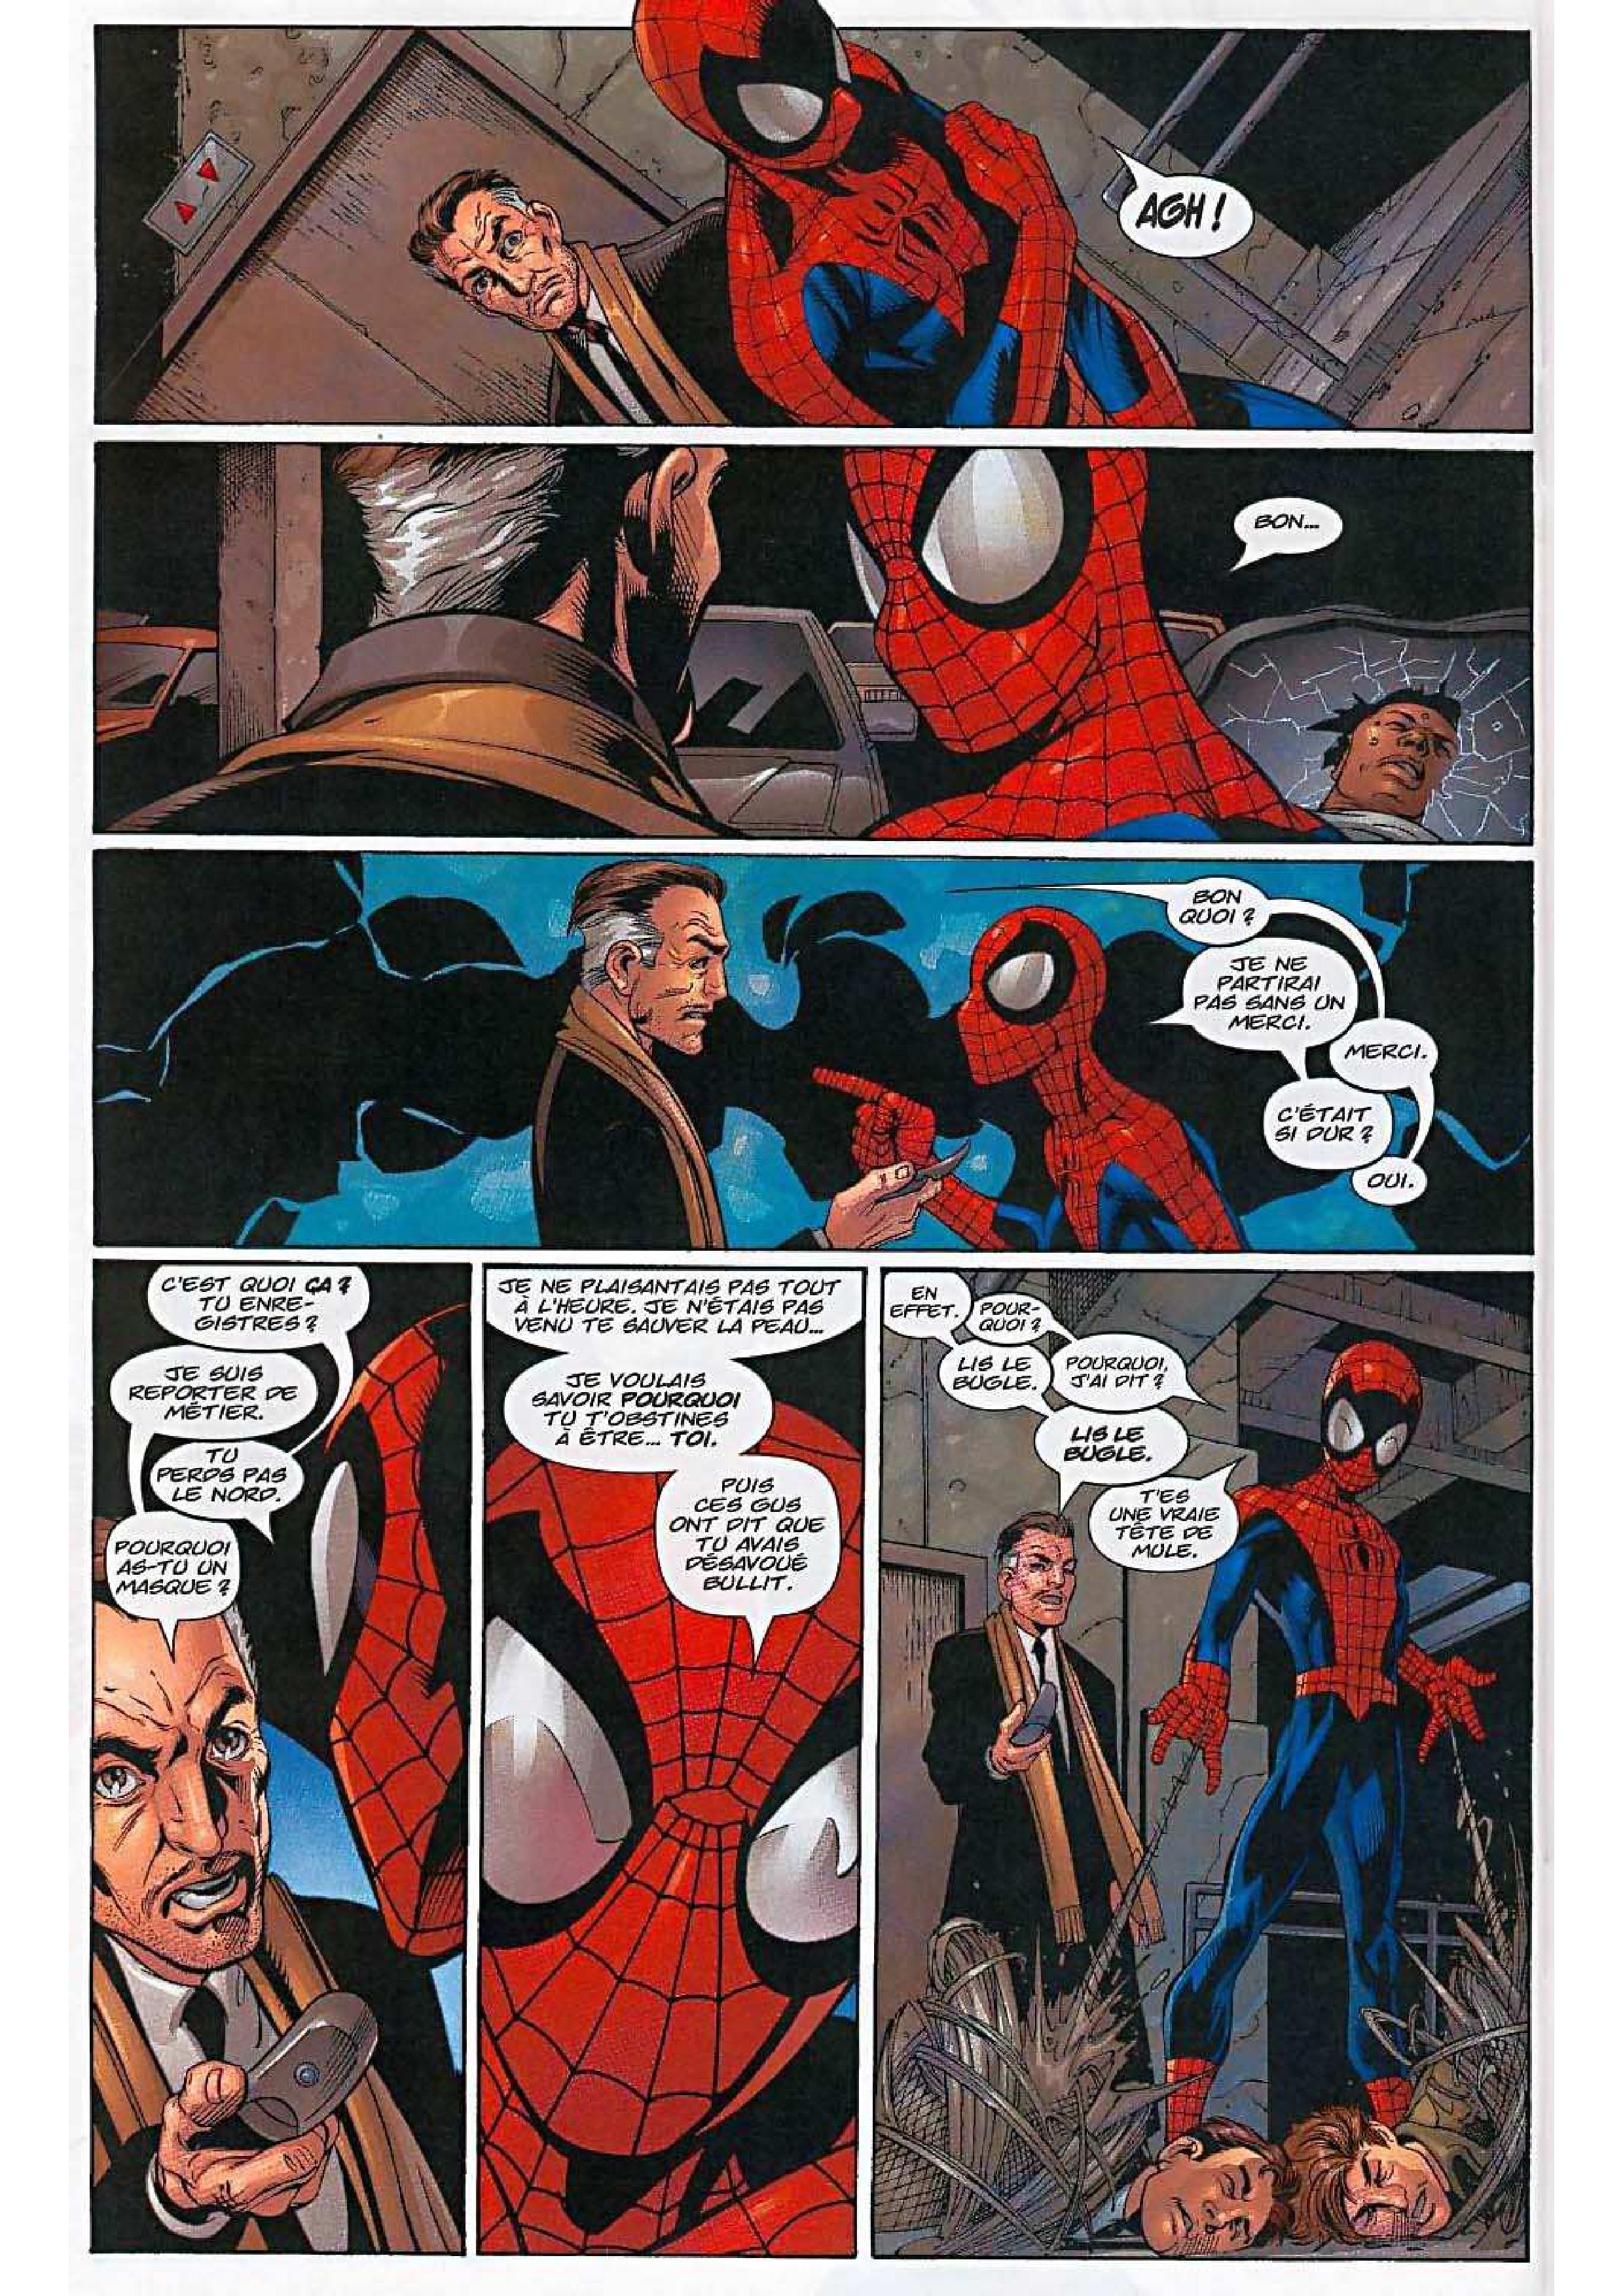 AGH !
BON...
BON
QUOI ?
JE NE
PARTIRAI
PAS SANS UN
MERCI.
MERCI.
C'ÉTAIT
SI DUR ?
OUI.
C'EST QUOI ÇA ?
TU ENRE-
GISTRES ?
JE SUIS
REPORTER DE
MÉTIER.
TU
PERDS PAS
LE NORD.
POURQUOI
AS-TU UN
MASQUE ?
JE NE PLAISANTAIS PAS TOUT
À L'HEURE. JE N'ÉTAIS PAS
VENU TE SAUVER LA PEAU...
JE VOULAIS
SAVOIR POURQUOI
TU T'OBSTINES
À ÊTRE... TOI.
PUIS
CES GUS
ONT DIT QUE
TU AVAIS
DÉSAVOUÉ
BULLIT.
EN
EFFET.
POUR-
QUOI ?
LIS LE
BUGLE.
POURQUOI,
J'AI DIT ?
LIS LE
BUGLE.
T'ES
UNE VRAIE
TÊTE DE
MULE.